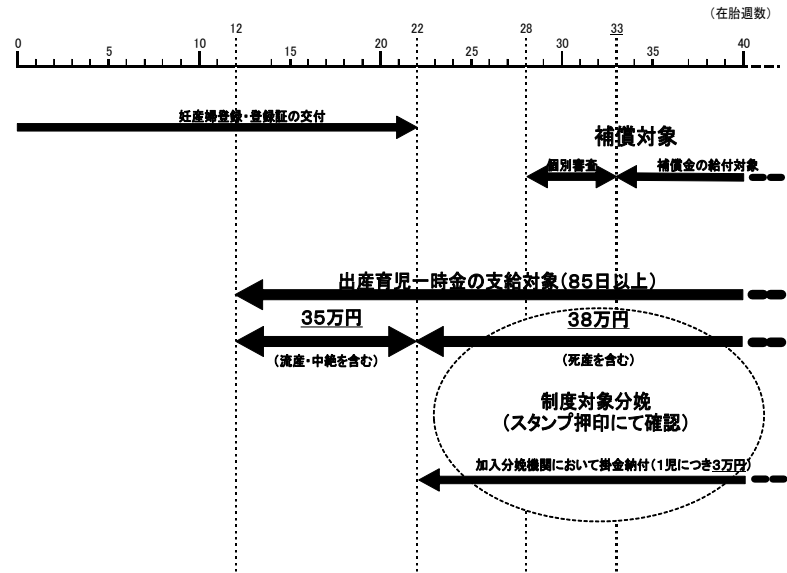 （在胎週数）
12 22 28 33
0 5 10 15 20 25 30 35 40
妊産婦登録・登録証の交付
補償対象
個別審査
補償金の給付対象
出産育児一時金の支給対象（85日以上）
35万円
38万円
（流産・中絶を含む）
（死産を含む）
制度対象分娩
（スタンプ押印にて確認）
加入分娩機関において掛金納付（１児につき３万円）